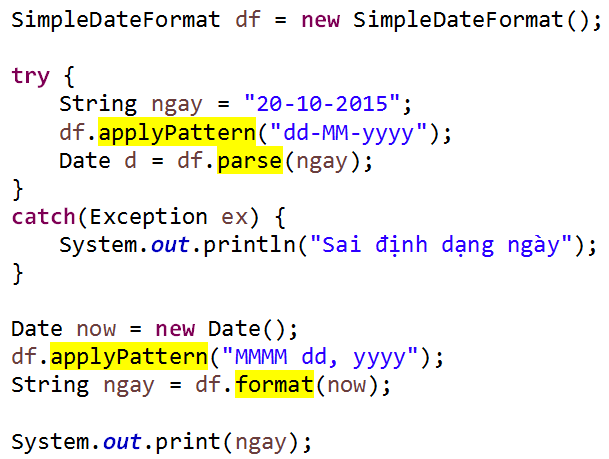 SimpleDateFormat df = new SimpleDateFormat();

try {
    String ngay = "20-10-2015";
    df.applyPattern("dd-MM-yyyy");
    Date d = df.parse(ngay);
}
catch(Exception ex) {
    System.out.println("Sai định dạng ngày");
}

Date now = new Date();
df.applyPattern("MMMM dd, yyyy");
String ngay = df.format(now);

System.out.print(ngay);